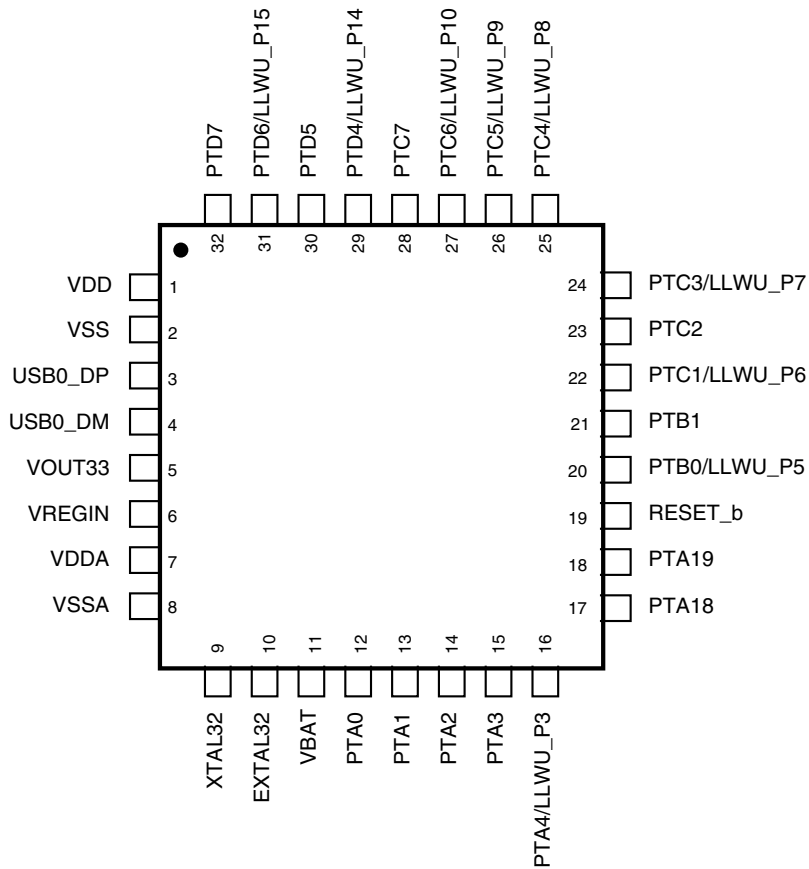 PTD7
PTD6/LLWU_P15
PTD5
PTD4/LLWU_P14
PTC7
PTC6/LLWU_P10
PTC5/LLWU_P9
PTC4/LLWU_P8
32
31
30
29
28
27
26
25
VDD 1
VSS 2
USB0_DP 3
USB0_DM 4
VOUT33 5
VREGIN 6
VDDA 7
VSSA 8
24 PTC3/LLWU_P7
23 PTC2
22 PTC1/LLWU_P6
21 PTB1
20 PTB0/LLWU_P5
19 RESET_b
18 PTA19
17 PTA18
9
10
11
12
13
14
15
16
XTAL32
EXTAL32
VBAT
PTA0
PTA1
PTA2
PTA3
PTA4/LLWU_P3